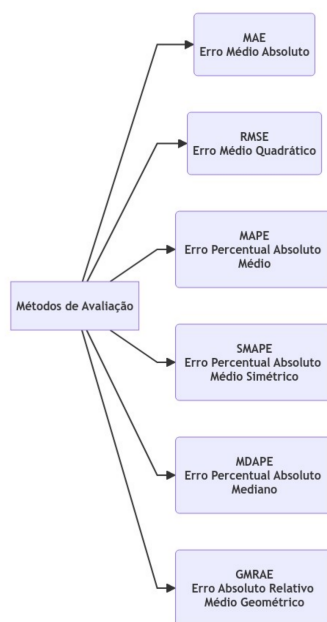 MAE
Erro Médio Absoluto
RMSE
Erro Médio Quadrático
MAPE
Erro Percentual Absoluto
Médio
Métodos de Avaliação
SMAPE
Erro Percentual Absoluto
Médio Simétrico
MDAPE
Erro Percentual Absoluto
Mediano
GMRAE
Erro Absoluto Relativo
Médio Geométrico